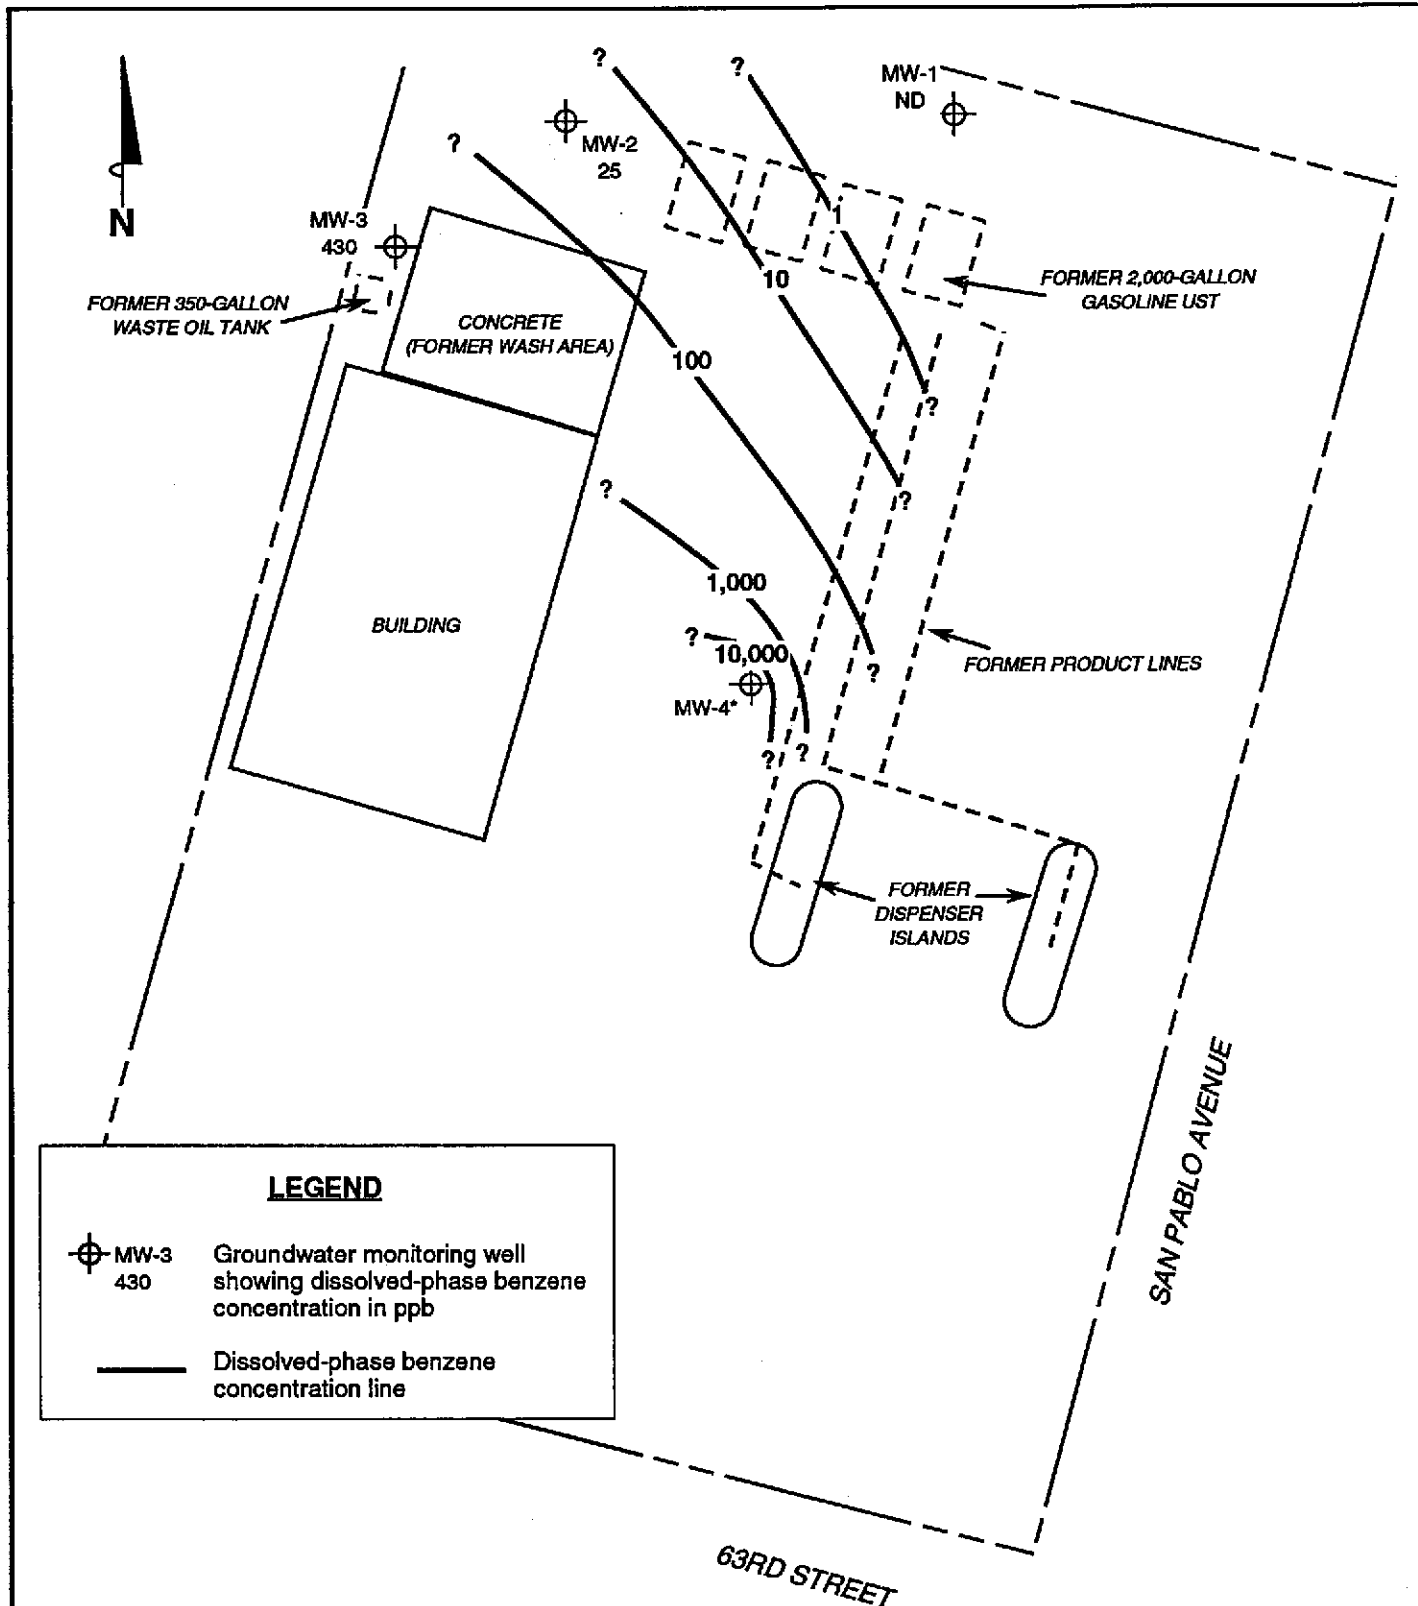 ?
?
MW-1
ND
MW-2
25
?
N
MW-3
430
1
10
FORMER 2,000-GALLON
GASOLINE UST
FORMER 350-GALLON
WASTE OIL TANK
CONCRETE
(FORMER WASH AREA)
100
?
?
?
1,000
BUILDING
?
10,000
FORMER PRODUCT LINES
?
MW-4*
?
?
FORMER
DISPENSER
ISLANDS
SAN PABLO AVENUE
LEGEND
MW-3
430
Groundwater monitoring well
showing dissolved-phase benzene
concentration in ppb
Dissolved-phase benzene
concentration line
63RD STREET